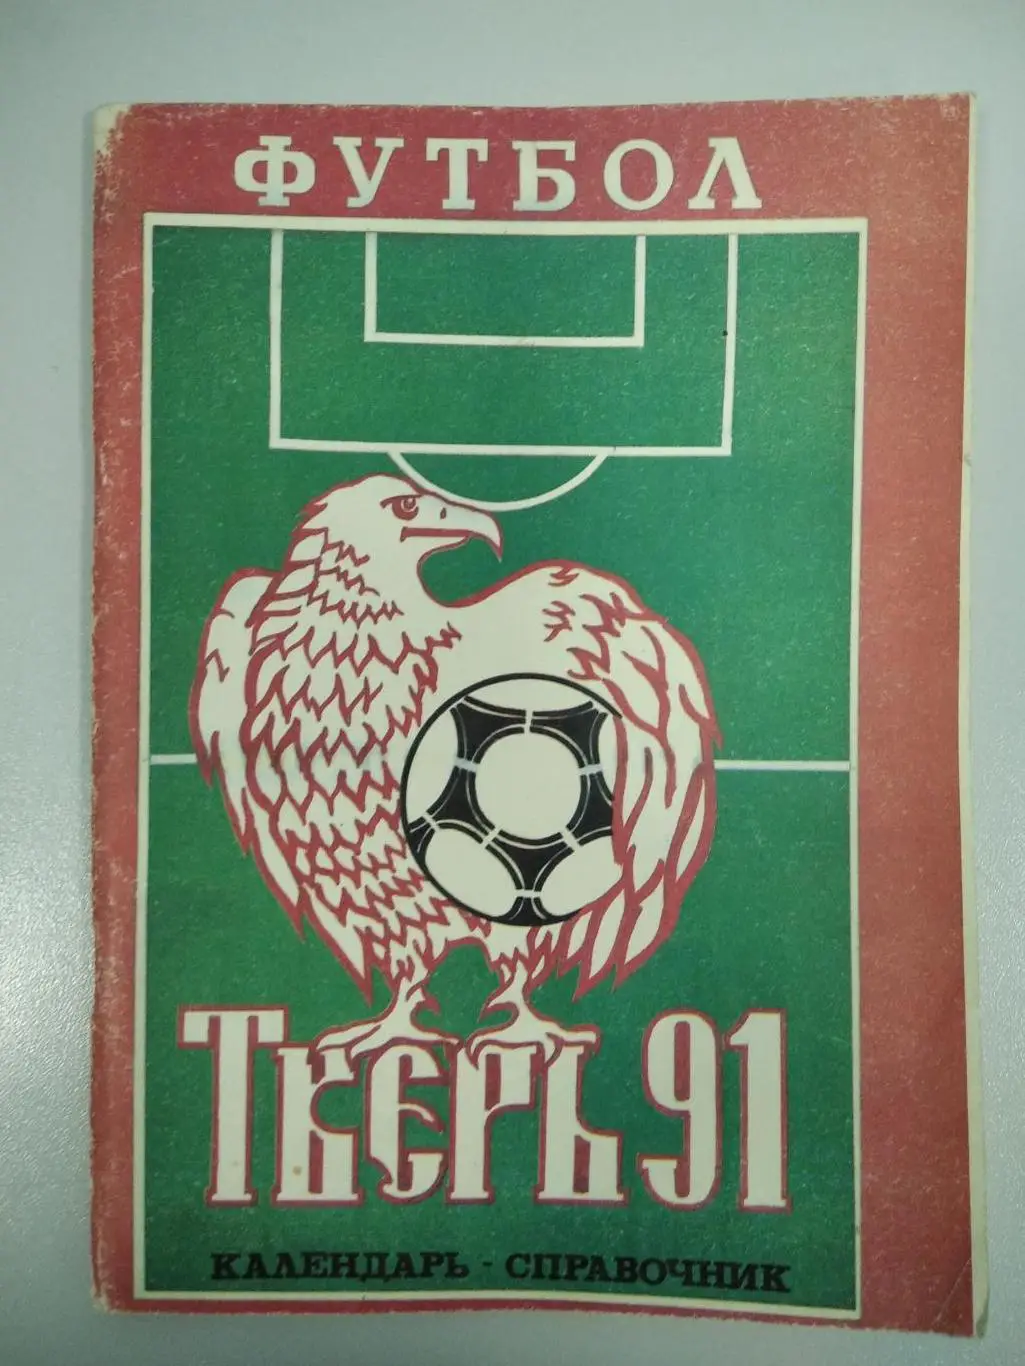 ФУТБОЛ
Тверь 91
КАЛЕНДАРЬ - СПРАВОЧНИК